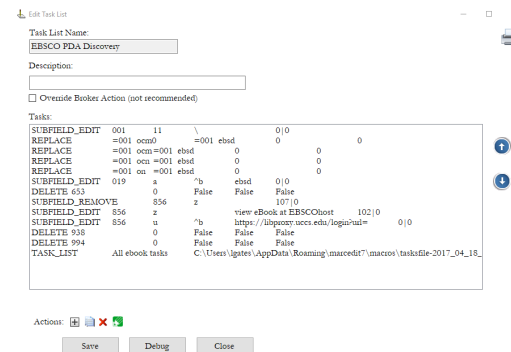 Edit Task List
Task List Name:
EBSCO PDA Discovery
Description:
Override Broker Action (not recommended)
Tasks:
SUBFIELD_EDIT 001 11 \ 0|0
REPLACE =001 ocm0 =001 ebsd 0 0
REPLACE =001 ocm =001 ebsd 0 0
REPLACE =001 ocn =001 ebsd 0 0
REPLACE =001 on =001 ebsd 0 0
SUBFIELD_EDIT 019 a ^b ebsd 0|0
DELETE 653 0 False False False
SUBFIELD_REMOVE 856 z 107|0
SUBFIELD_EDIT 856 z view eBook at EBSCOhost 102|0
SUBFIELD_EDIT 856 u ^b https://libproxy.uccs.edu/login?url= 0|0
DELETE 938 0 False False False
DELETE 994 0 False False False
TASK_LIST All ebook tasks C:\Users\lgates\AppData\Roaming\marcedit7\macros\tasksfile-2017_04_18_
Actions:
Save Debug Close